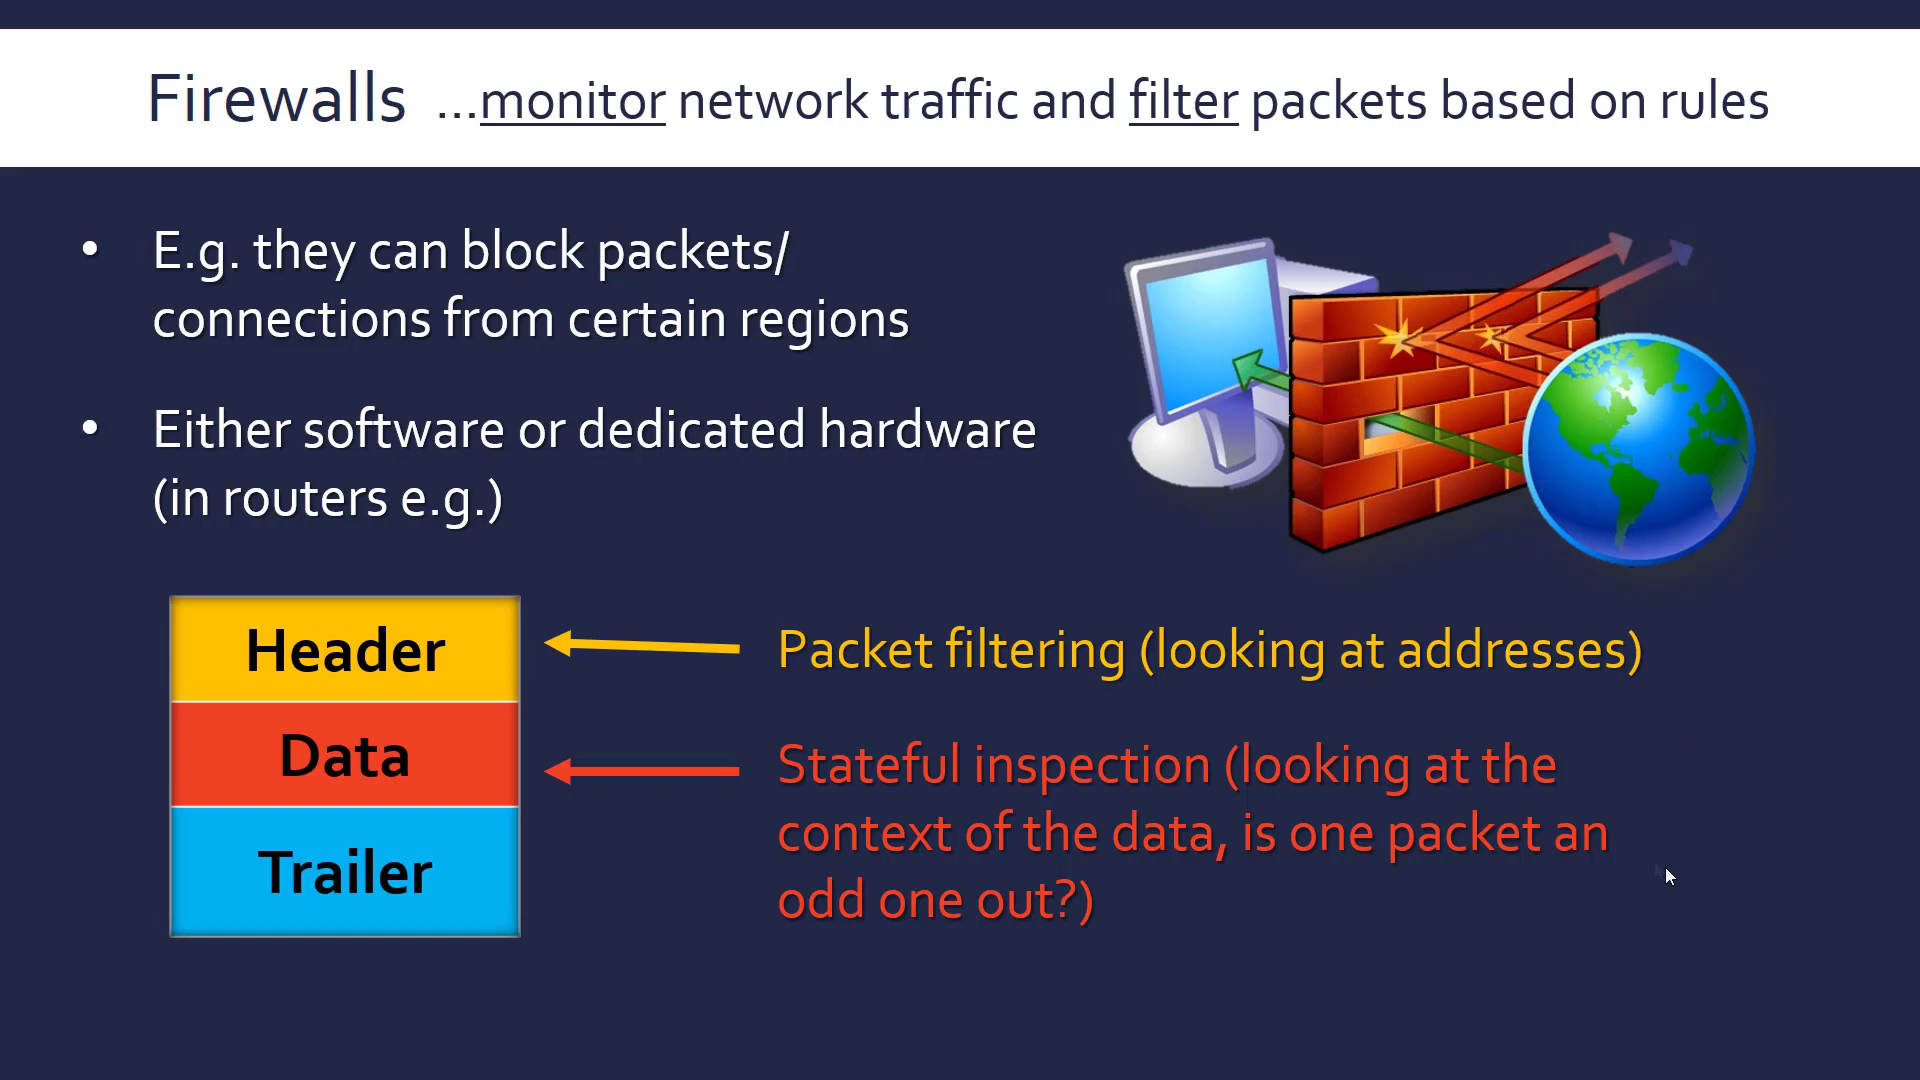 Firewalls ...monitor network traffic and filter packets based on rules
• E.g. they can block packets/
connections from certain regions
• Either software or dedicated hardware
(in routers e.g.)
Header
Packet filtering (looking at addresses)
Data
Stateful inspection (looking at the
context of the data, is one packet an
odd one out?)
Trailer